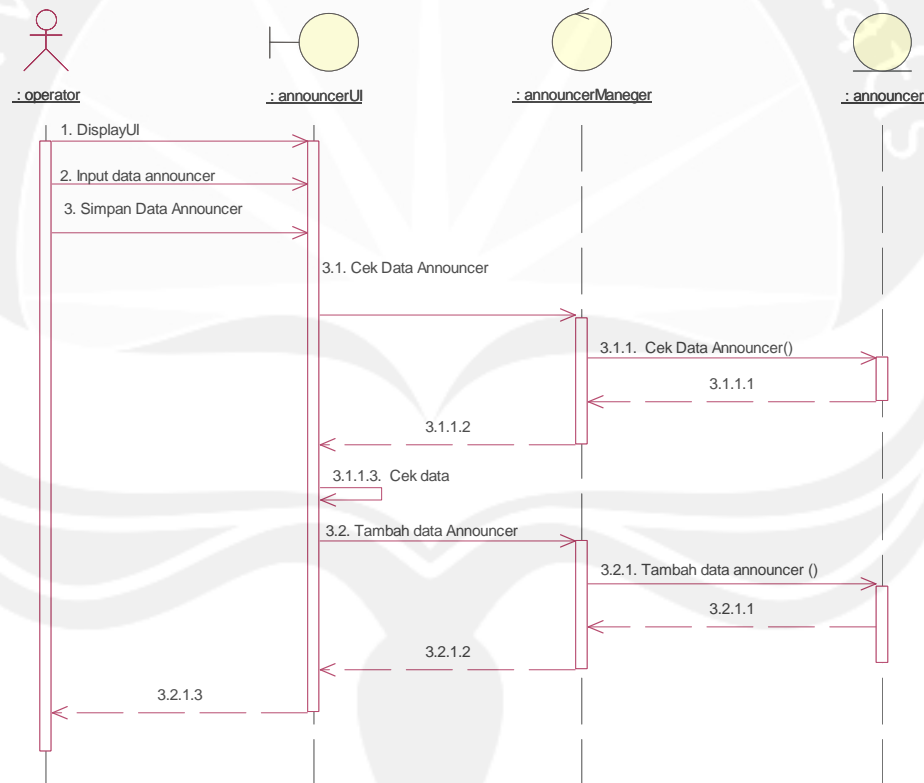 : operator
: announcerUI
: announcerManeger
: announcer
1. DisplayUI
2. Input data announcer
3. Simpan Data Announcer
3.1. Cek Data Announcer
3.1.1. Cek Data Announcer()
3.1.1.1
3.1.1.2
3.1.1.3. Cek data
3.2. Tambah data Announcer
3.2.1. Tambah data announcer ()
3.2.1.1
3.2.1.2
3.2.1.3